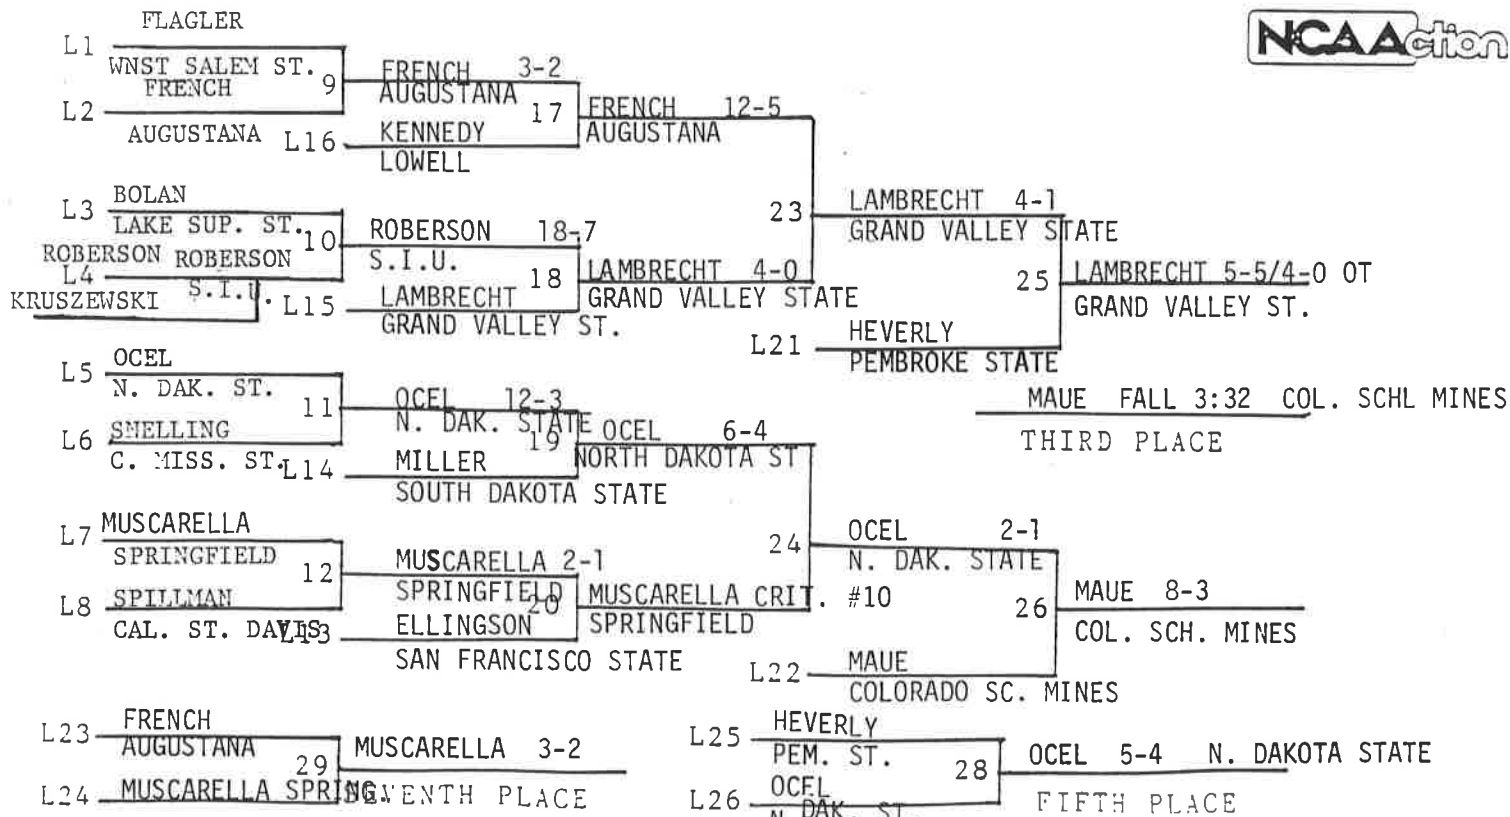 FLAGLER
NCAAction
L1
WNST SALEM ST.
FRENCH 3-2
FRENCH
9
AUGUSTANA
L2
17
FRENCH 12-5
AUGUSTANA
L16
KENNEDY
AUGUSTANA
LOWELL
L3
BOLAN
LAKE SUP. ST.
10
23
LAMBRECHT 4-1
GRAND VALLEY STATE
ROBERSON 18-7
S.I.U.
ROBERSON
ROBERSON
L4
S.I.U.
18
LAMBRECHT 4-0
GRAND VALLEY STATE
25
LAMBRECHT 5-5/4-0 OT
GRAND VALLEY ST.
KRUSZEWSKI
L15
LAMBRECHT
GRAND VALLEY ST.
L21
HEVERLY
PEMBROKE STATE
L5
OCEL
N. DAK. ST.
11
OCEL 12-3
N. DAK. STATE
MAUE FALL 3:32 COL. SCHL MINES
THIRD PLACE
L6
SNELLING
C. MISS. ST.
19
OCEL 6-4
NORTH DAKOTA ST
L14
MILLER
SOUTH DAKOTA STATE
L7
MUSCARELLA
SPRINGFIELD
12
24
OCEL 2-1
N. DAK. STATE
MUSCARELLA 2-1
SPRINGFIELD
L8
SPILLMAN
CAL. ST. DAVIS
20
MUSCARELLA CRIT. #10
SPRINGFIELD
26
MAUE 8-3
COL. SCH. MINES
L13
ELLINGSON
SAN FRANCISCO STATE
L22
MAUE
COLORADO SC. MINES
L23
FRENCH
AUGUSTANA
29
MUSCARELLA 3-2
SEVENTH PLACE
L24
MUSCARELLA SPRING.
L25
HEVERLY
PEM. ST.
28
OCEL 5-4 N. DAKOTA STATE
FIFTH PLACE
L26
OCEL
N. DAK. ST.